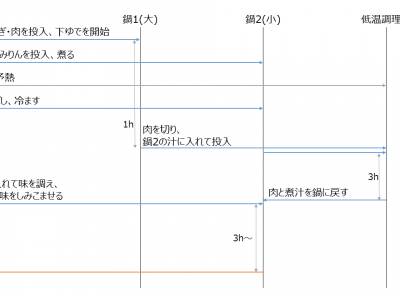 鍋1(大)
鍋2(小)
低温調理
ぎ・肉を投入、下ゆでを開始
みりんを投入、煮る
予熱
し、冷ます
1h
肉を切り、
鍋2の汁に入れて投入
3h
入れて味を調え、
味をしみこませる
肉と煮汁を鍋に戻す
3h～